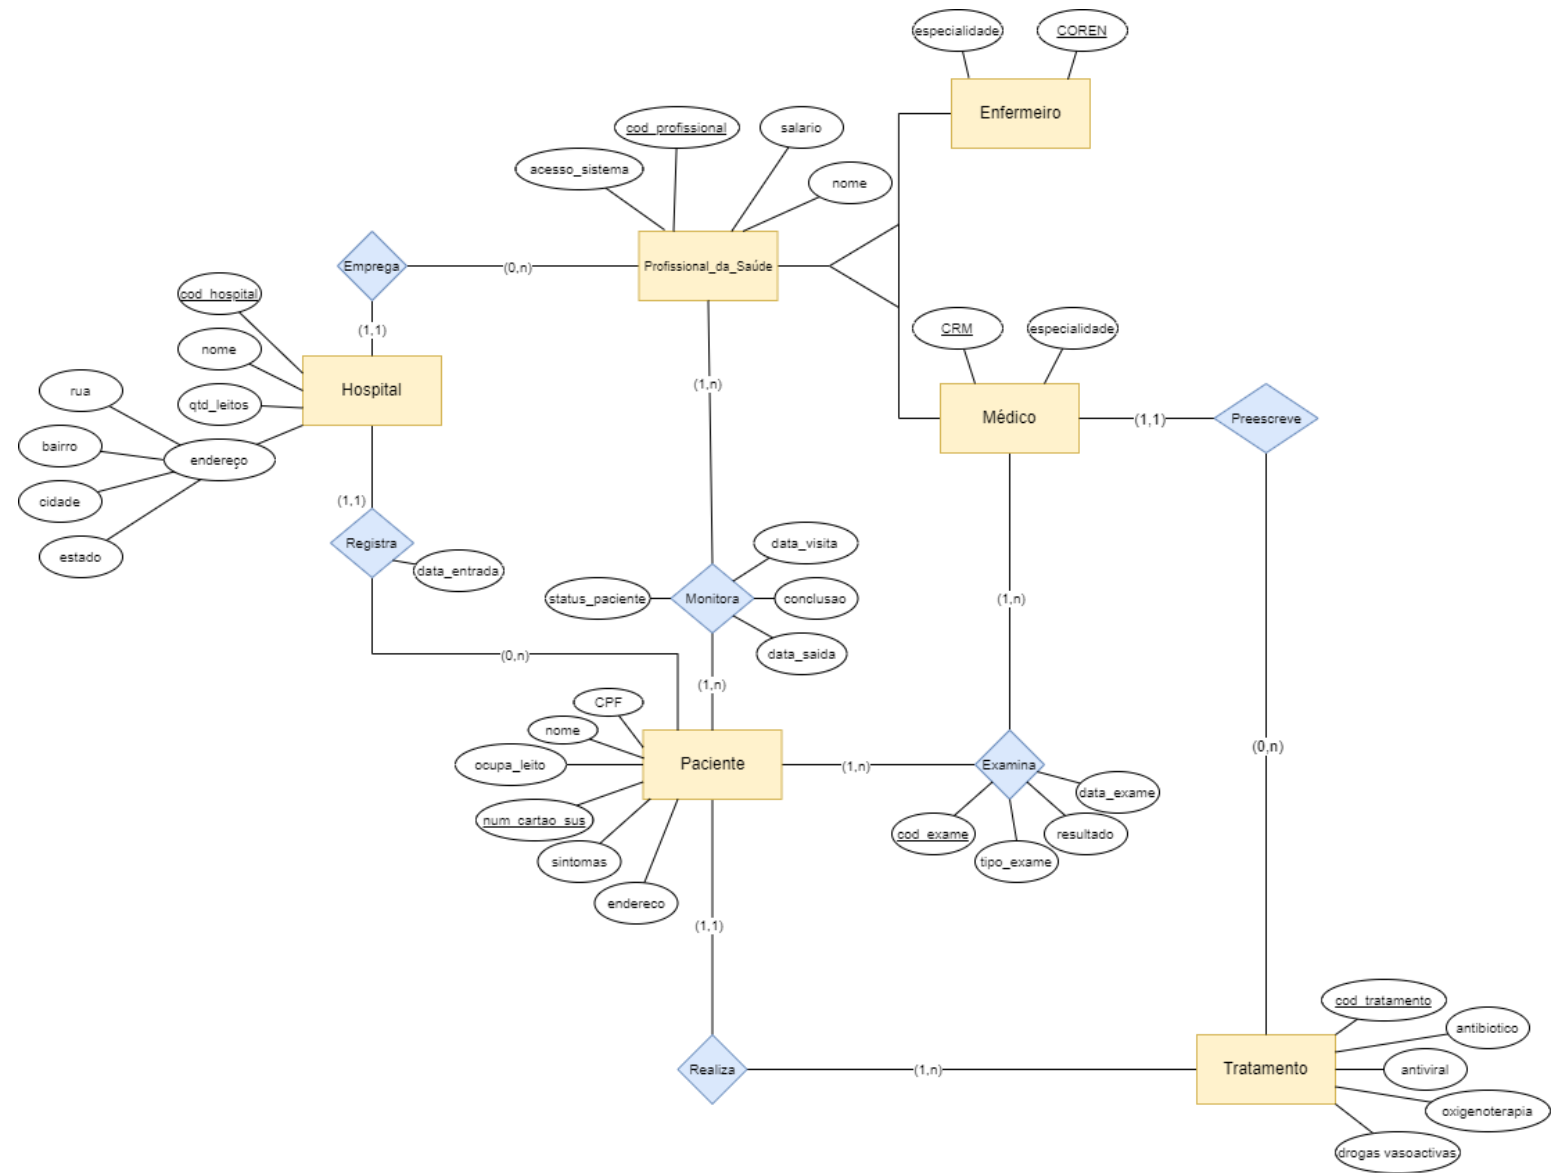 especialidade
COREN
Enfermeiro
cod_profissional
salario
acesso_sistema
nome
Profissional_da_Saúde
Emprega
(0,n)
cod_hospital
(1,1)
nome
CRM
especialidade
rua
Hospital
qtd_leitos
(1,n)
Médico
(1,1)
Preescreve
bairro
endereço
cidade
(1,1)
estado
Registra
data_entrada
data_visita
status_paciente
Monitora
conclusao
(1,n)
(0,n)
data_saida
(1,n)
CPF
nome
ocupa_leito
Paciente
(1,n)
Examina
(0,n)
data_exame
num_cartao_sus
cod_exame
resultado
sintomas
tipo_exame
endereco
(1,1)
cod_tratamento
antibiotico
Realiza
(1,n)
Tratamento
antiviral
oxigenoterapia
drogas vasoactivas